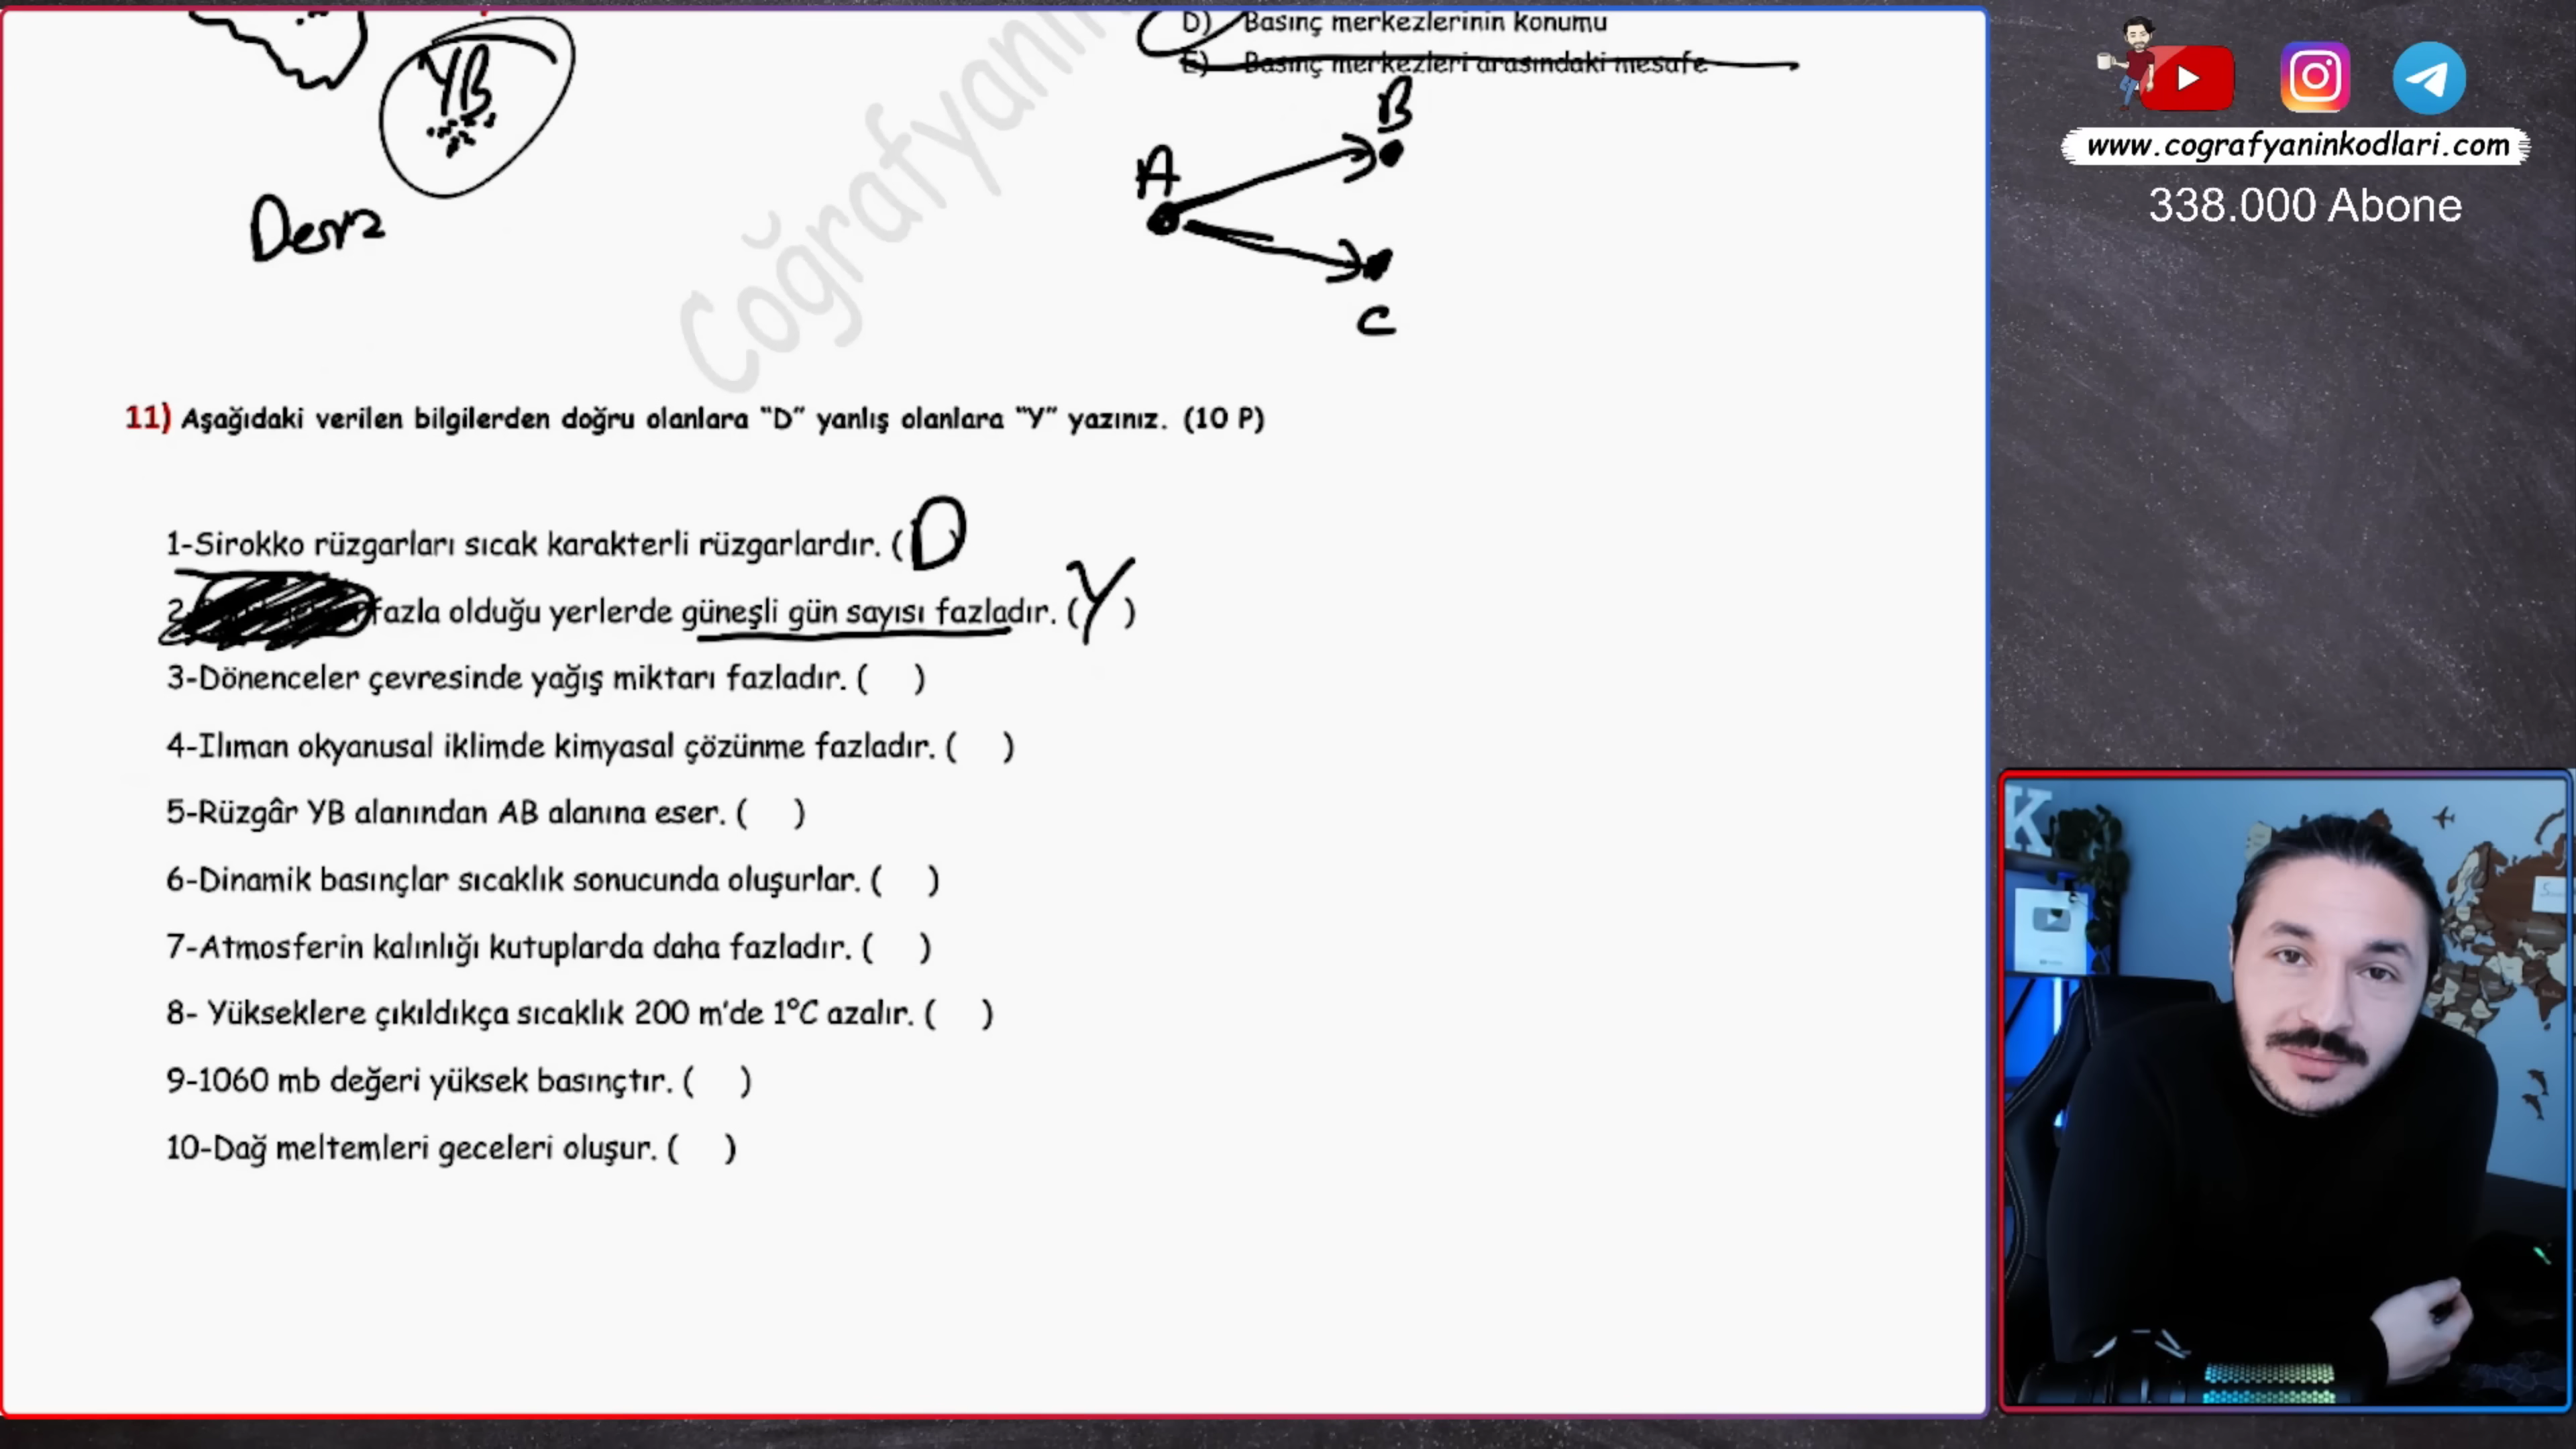 D) Basınç merkezlerinin konumu
E) Basınç merkezleri arasındaki mesafe
YB
B
A
C
Coğrafyanın
www.cografyaninkodlari.com
338.000 Abone
11) Aşağıdaki verilen bilgilerden doğru olanlara “D” yanlış olanlara “Y” yazınız. (10 P)
1-Sirokko rüzgarları sıcak karakterli rüzgarlardır. (D)
2- fazla olduğu yerlerde güneşli gün sayısı fazladır. (Y)
3-Dönenceler çevresinde yağış miktarı fazladır. ( )
4-Ilıman okyanusal iklimde kimyasal çözünme fazladır. ( )
5-Rüzgâr YB alanından AB alanına eser. ( )
6-Dinamik basınçlar sıcaklık sonucunda oluşurlar. ( )
7-Atmosferin kalınlığı kutuplarda daha fazladır. ( )
8- Yükseklere çıkıldıkça sıcaklık 200 m’de 1°C azalır. ( )
9-1060 mb değeri yüksek basınçtır. ( )
10-Dağ meltemleri geceleri oluşur. ( )
K